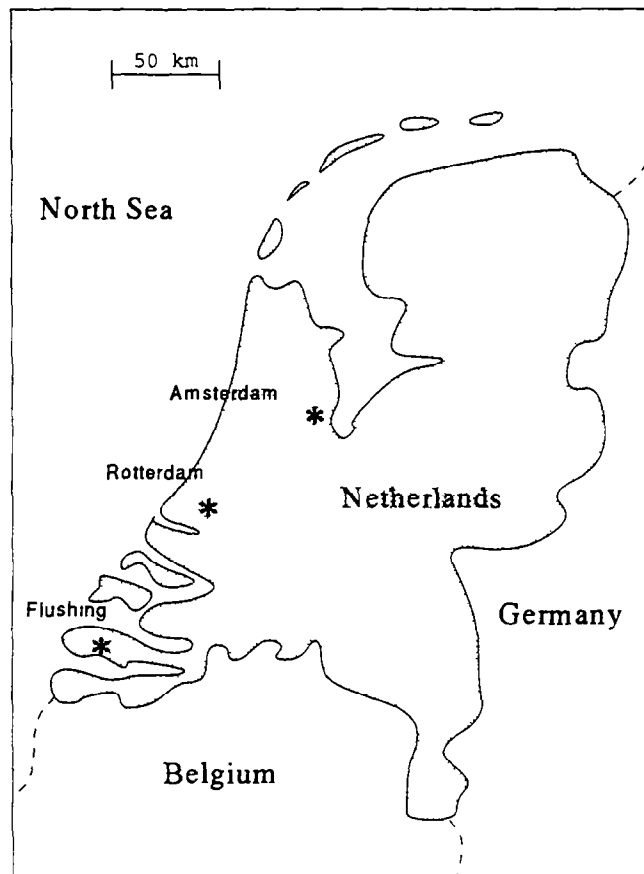 50 km
North Sea
Amsterdam
Rotterdam
Netherlands
Flushing
Germany
Belgium